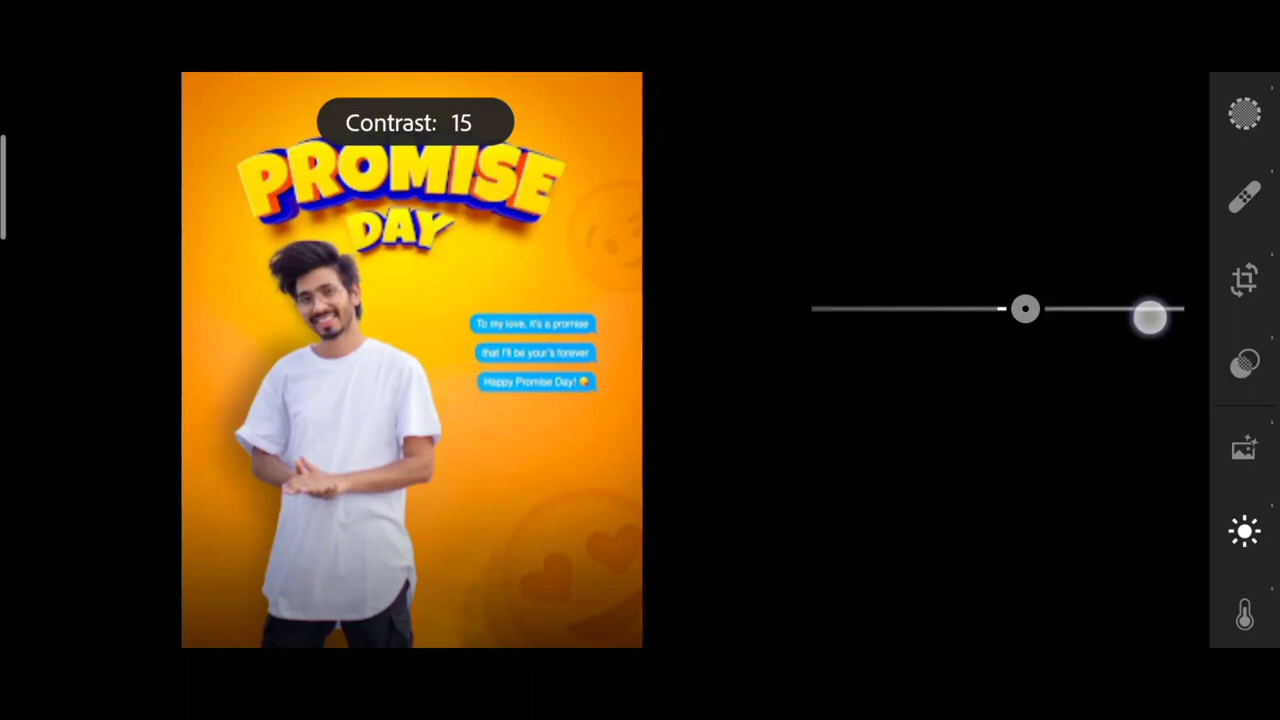 Contrast: 15
PROMISE
DAY
To my love, it's a promise
that I'll be your's forever
Happy Promise Day! 😘